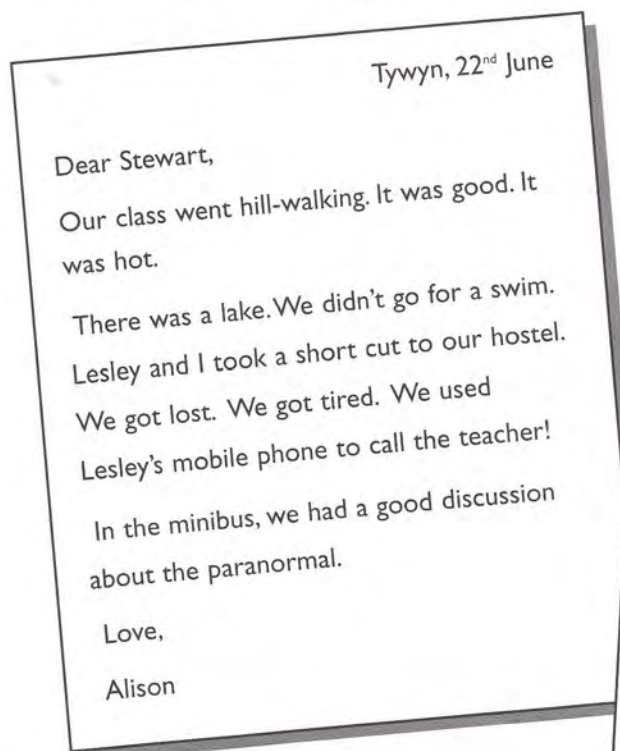 Tywyn, 22nd June
Dear Stewart,
Our class went hill-walking. It was good. It
was hot.
There was a lake. We didn't go for a swim.
Lesley and I took a short cut to our hostel.
We got lost. We got tired. We used
Lesley's mobile phone to call the teacher!
In the minibus, we had a good discussion
about the paranormal.
Love,
Alison